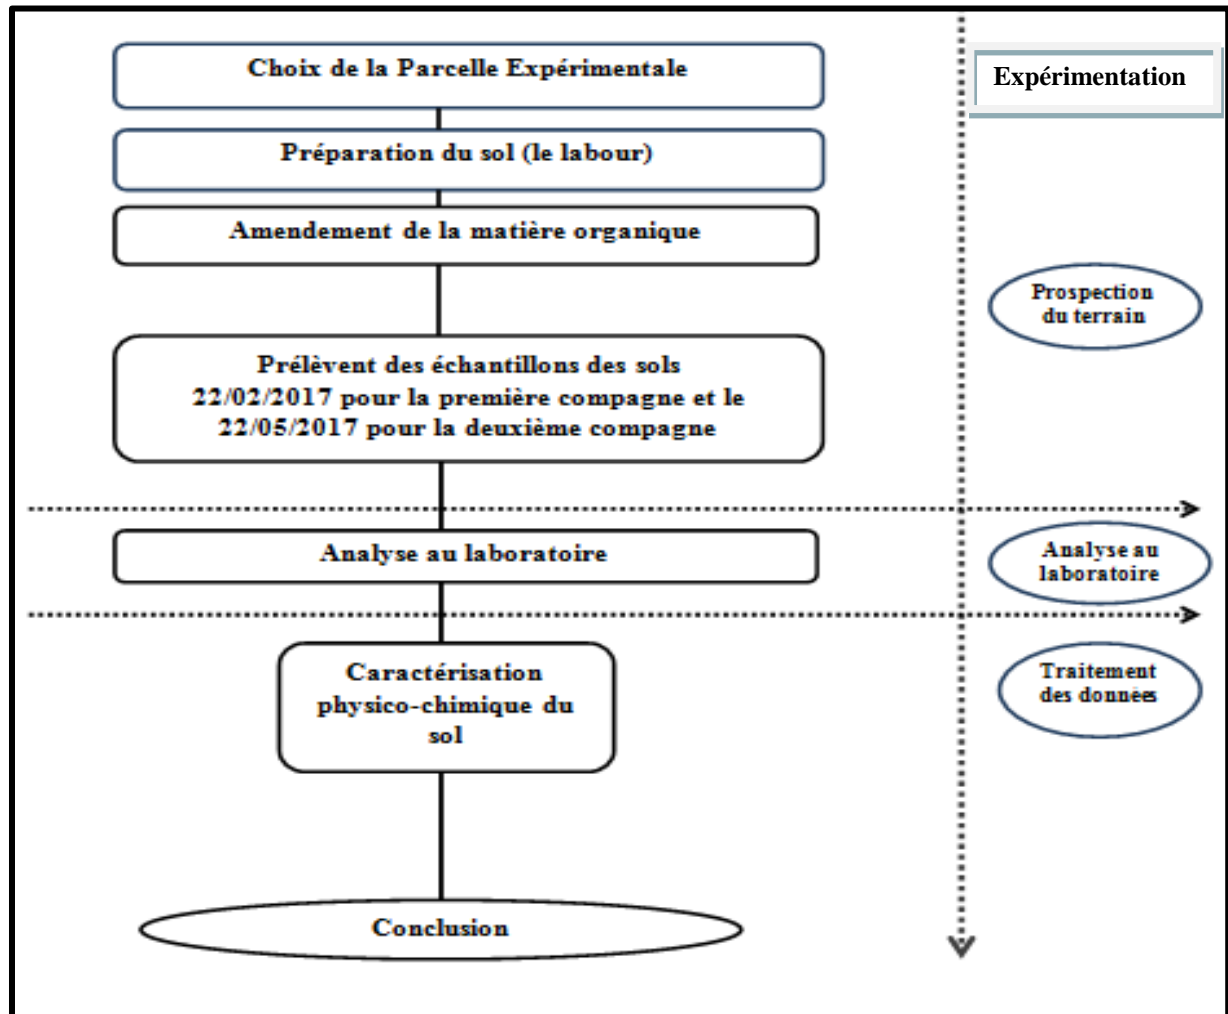 Choix de la Parcelle Expérimentale
Expérimentation
Préparation du sol (le labour)
Amendement de la matière organique
Prospection
du terrain
Prélèvent des échantillons des sols
22/02/2017 pour la première compagne et le
22/05/2017 pour la deuxième compagne
Analyse au laboratoire
Analyse au
laboratoire
Caractérisation
physico-chimique du
sol
Traitement
des données
Conclusion